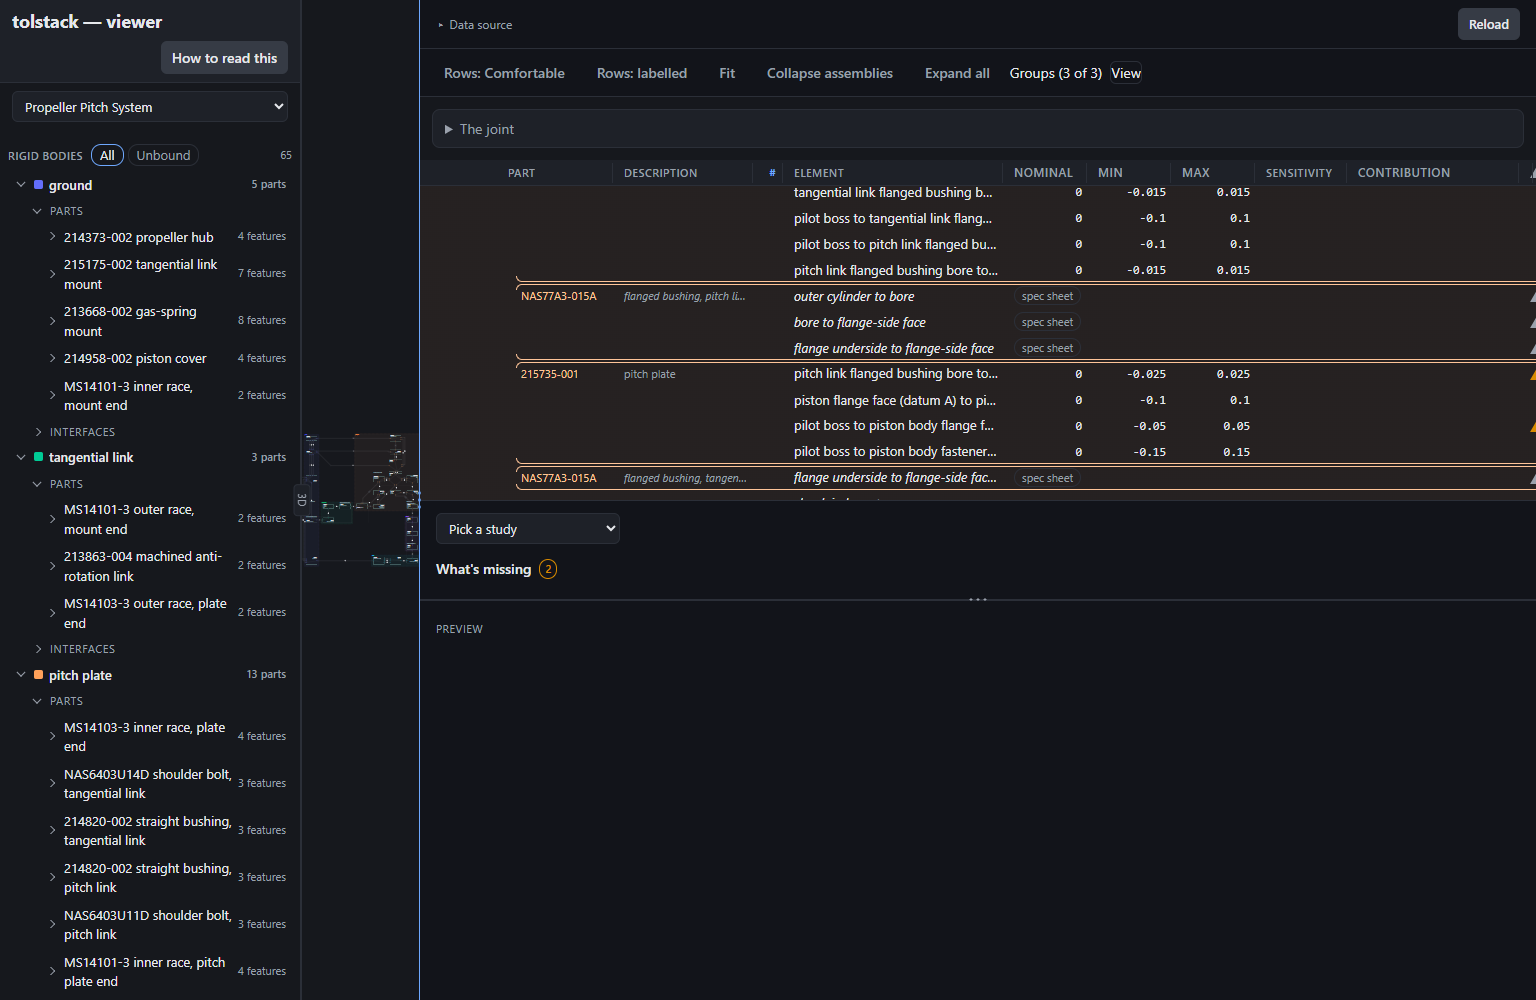 tolstack — viewer
How to read this
Propeller Pitch System
RIGID BODIES All Unbound 65
ground 5 parts
PARTS
214373-002 propeller hub 4 features
215175-002 tangential link
mount 7 features
213668-002 gas-spring
mount 8 features
214958-002 piston cover 4 features
MS14101-3 inner race,
mount end 2 features
INTERFACES
tangential link 3 parts
PARTS
MS14101-3 outer race,
mount end 2 features
213863-004 machined anti-
rotation link 2 features
MS14103-3 outer race, plate
end 2 features
INTERFACES
pitch plate 13 parts
PARTS
MS14103-3 inner race, plate
end 4 features
NAS6403U14D shoulder bolt,
tangential link 3 features
214820-002 straight bushing,
tangential link 3 features
214820-002 straight bushing,
pitch link 3 features
NAS6403U11D shoulder bolt,
pitch link 3 features
MS14101-3 inner race, pitch
plate end 4 features
3D
Data source
Reload
Rows: Comfortable Rows: labelled Fit Collapse assemblies Expand all Groups (3 of 3) View
The joint
PART DESCRIPTION # ELEMENT NOMINAL MIN MAX SENSITIVITY CONTRIBUTION
tangential link flanged bushing b... 0 -0.015 0.015
pilot boss to tangential link flang... 0 -0.1 0.1
pilot boss to pitch link flanged bu... 0 -0.1 0.1
pitch link flanged bushing bore to... 0 -0.015 0.015
NAS77A3-015A flanged bushing, pitch li... outer cylinder to bore spec sheet
bore to flange-side face spec sheet
flange underside to flange-side face spec sheet
215735-001 pitch plate pitch link flanged bushing bore to... 0 -0.025 0.025
piston flange face (datum A) to pi... 0 -0.1 0.1
pilot boss to piston body flange f... 0 -0.05 0.05
pilot boss to piston body fastener... 0 -0.15 0.15
NAS77A3-015A flanged bushing, tangen... flange underside to flange-side fac... spec sheet
Pick a study
What's missing 2
PREVIEW